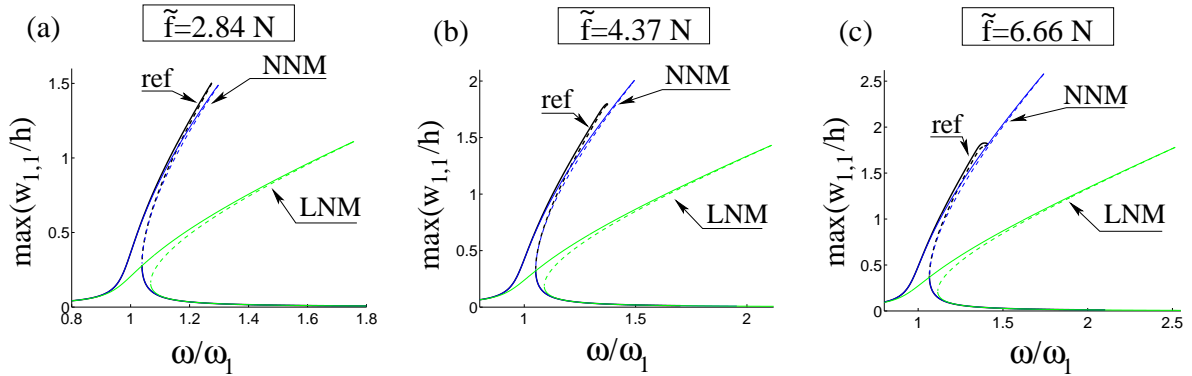 (a)
f̃=2.84 N
max(w1,1/h)
1.5
1
0.5
0
ref
NNM
LNM
0.8
1
1.2
1.4
1.6
1.8
ω/ωl
(b)
f̃=4.37 N
max(w1,1/h)
2
1.5
1
0.5
0
ref
NNM
LNM
1
1.5
2
ω/ωl
(c)
f̃=6.66 N
max(w1,1/h)
2.5
2
1.5
1
0.5
0
ref
NNM
LNM
1
1.5
2
2.5
ω/ωl